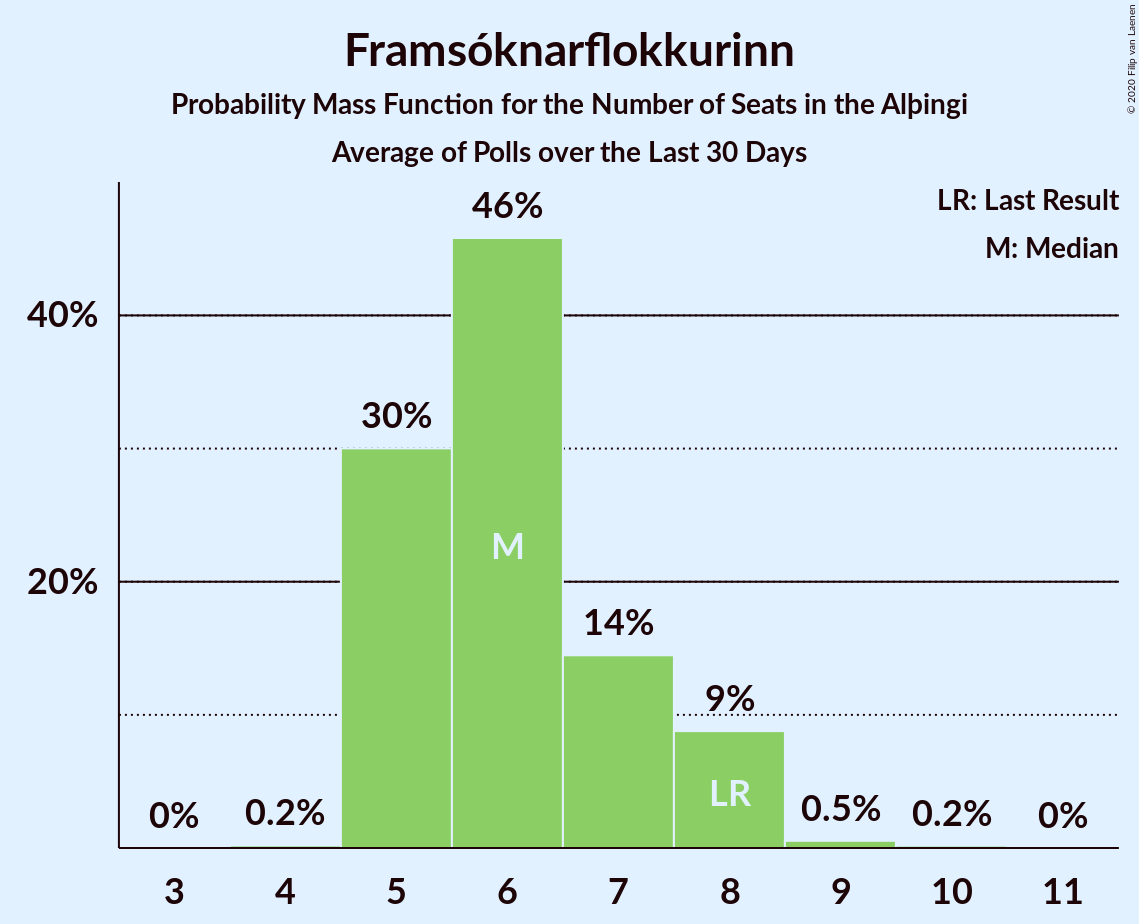 Framsóknarflokkurinn
Probability Mass Function for the Number of Seats in the Alþingi
Average of Polls over the Last 30 Days
© 2020 Filip van Laenen
LR: Last Result
M: Median
40%
20%
0%
0.2%
30%
46%
14%
9%
0.5%
0.2%
0%
M
LR
3 4 5 6 7 8 9 10 11